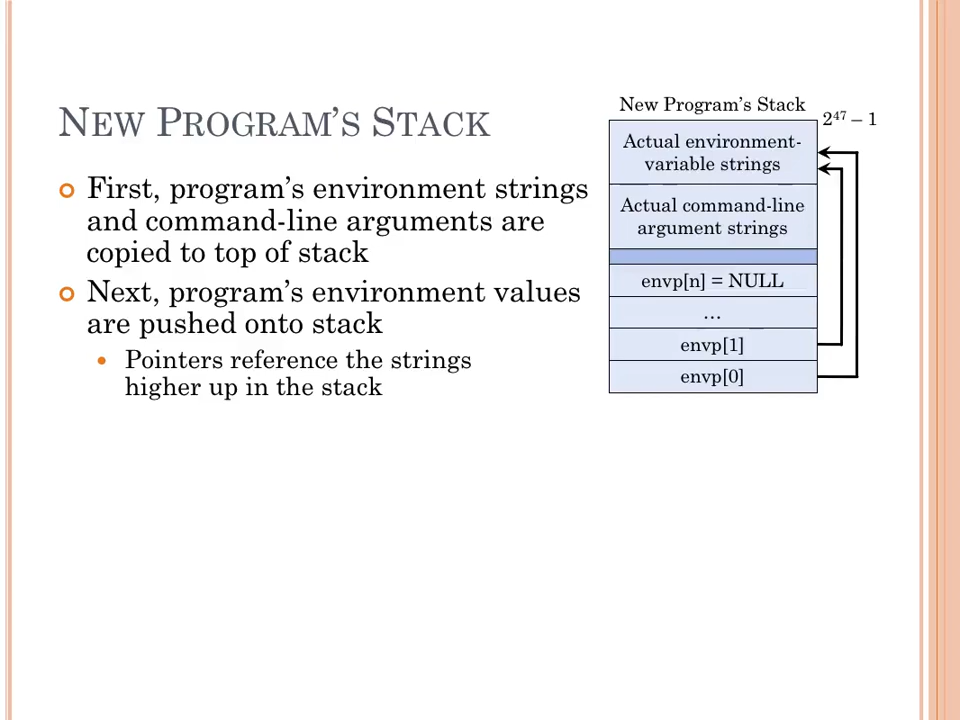 NEW PROGRAM'S STACK
First, program's environment strings
and command-line arguments are
copied to top of stack
Next, program's environment values
are pushed onto stack
Pointers reference the strings
higher up in the stack
New Program's Stack
2⁴⁷ – 1
Actual environment-
variable strings
Actual command-line
argument strings
envp[n] = NULL
…
envp[1]
envp[0]